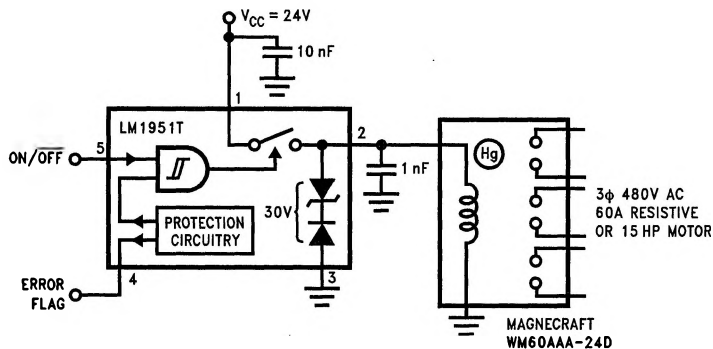 V_CC = 24V
10 nF
1
LM1951T
2
5
ON/OFF
1 nF
Hg
30V
PROTECTION
CIRCUITRY
3ϕ 480V AC
60A RESISTIVE
OR 15 HP MOTOR
4
3
ERROR
FLAG
MAGNECRAFT
WM60AAA-24D